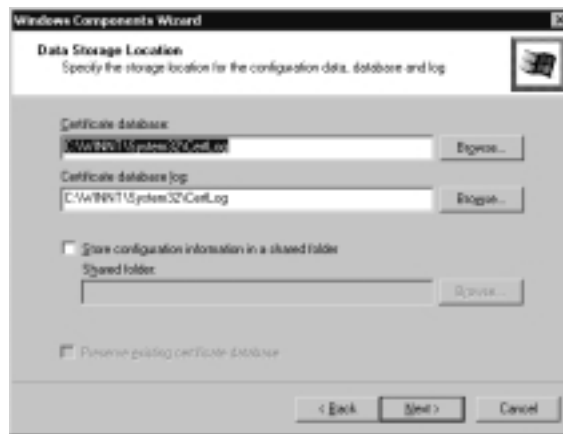 Windows Components Wizard
Data Storage Location
Specify the storage location for the configuration data, database and log
Certificate database:
C:\WINNT\System32\CertLog
Browse...
Certificate database log:
C:\WINNT\System32\CertLog
Browse...
Store configuration information in a shared folder
Shared folder:
Browse...
Preserve existing certificate database
< Back
Next >
Cancel